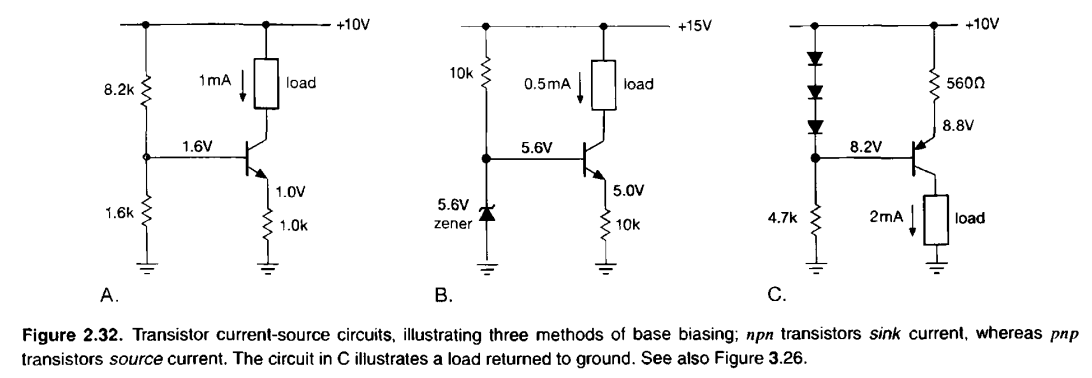 +10V
8.2k
1mA
load
1.6V
1.0V
1.6k
1.0k
A.
+15V
10k
0.5mA
load
5.6V
5.0V
5.6V
zener
10k
B.
+10V
560Ω
8.8V
8.2V
4.7k
2mA
load
C.
Figure 2.32. Transistor current-source circuits, illustrating three methods of base biasing; npn transistors sink current, whereas pnp
transistors source current. The circuit in C illustrates a load returned to ground. See also Figure 3.26.